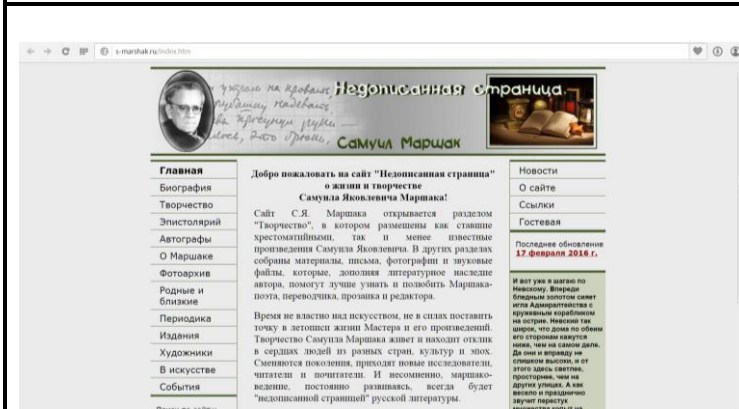 s-marshak.ru/index.htm
Недописанная страница.
Самуил Маршак
Главная
Биография
Творчество
Эпистолярий
Автографы
О Маршаке
Фотоархив
Родные и
близкие
Периодика
Издания
Художники
В искусстве
События
Добро пожаловать на сайт "Недописанная страница"
о жизни и творчестве
Самуила Яковлевича Маршака!
Сайт С.Я. Маршака открывается разделом
"Творчество", в котором размещены как ставшие
хрестоматийными, так и менее известные
произведения Самуила Яковлевича. В других разделах
собраны материалы, письма, фотографии и звуковые
файлы, которые, дополняя литературное наследие
автора, помогут лучше узнать и полюбить Маршака-
поэта, переводчика, прозаика и редактора.
Время не властно над искусством, не в силах поставить
точку в летописи жизни Мастера и его произведений.
Творчество Самуила Маршака живет и находит отклик
в сердцах людей из разных стран, культур и эпох.
Сменяются поколения, приходят новые исследователи,
читатели и почитатели. И несомненно, маршако-
ведение, постоянно развиваясь, всегда будет
"недописанной страницей" русской литературы.
Новости
О сайте
Ссылки
Гостевая
Последнее обновление
17 февраля 2016 г.
И вот уже я шагаю по
Невскому. Впереди
бледным золотом сияет
игла Адмиралтейства с
кружевным корабликом
на острие. Невский так
широк, что дома по обеим
его сторонам кажутся
ниже, чем на самом деле.
Да они и вправду не
слишком высоки, и от
этого здесь светлее,
просторнее, чем на
других улицах. А как
весело и празднично
звучит перестук